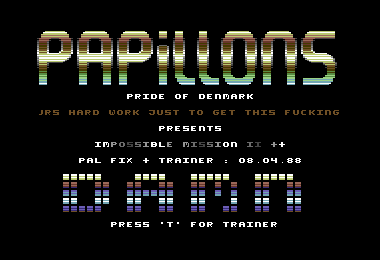 PAPiLLONS
PRIDE OF DENMARK
JRS HARD WORK JUST TO GET THIS FUCKING
PRESENTS
IMPOSSIBLE MISSION II ++
PAL FIX + TRAINER : 08.04.88
PRESS 'T' FOR TRAINER